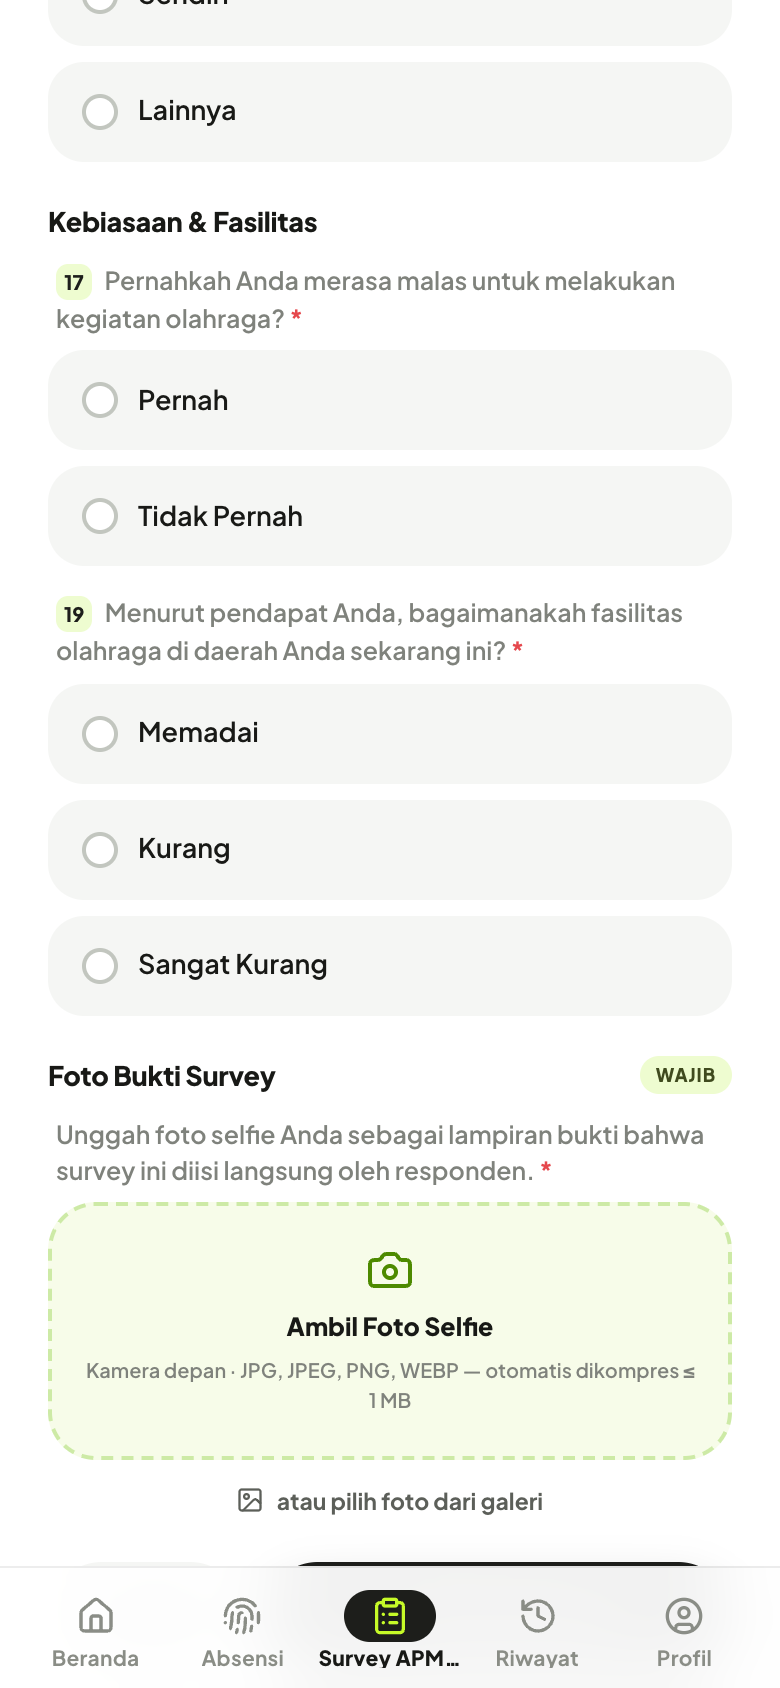 Lainnya
Kebiasaan & Fasilitas
17 Pernahkah Anda merasa malas untuk melakukan
kegiatan olahraga? *
Pernah
Tidak Pernah
19 Menurut pendapat Anda, bagaimanakah fasilitas
olahraga di daerah Anda sekarang ini? *
Memadai
Kurang
Sangat Kurang
Foto Bukti Survey WAJIB
Unggah foto selfie Anda sebagai lampiran bukti bahwa
survey ini diisi langsung oleh responden. *
Ambil Foto Selfie
Kamera depan · JPG, JPEG, PNG, WEBP — otomatis dikompres ≤
1 MB
atau pilih foto dari galeri
Beranda Absensi Survey APM... Riwayat Profil